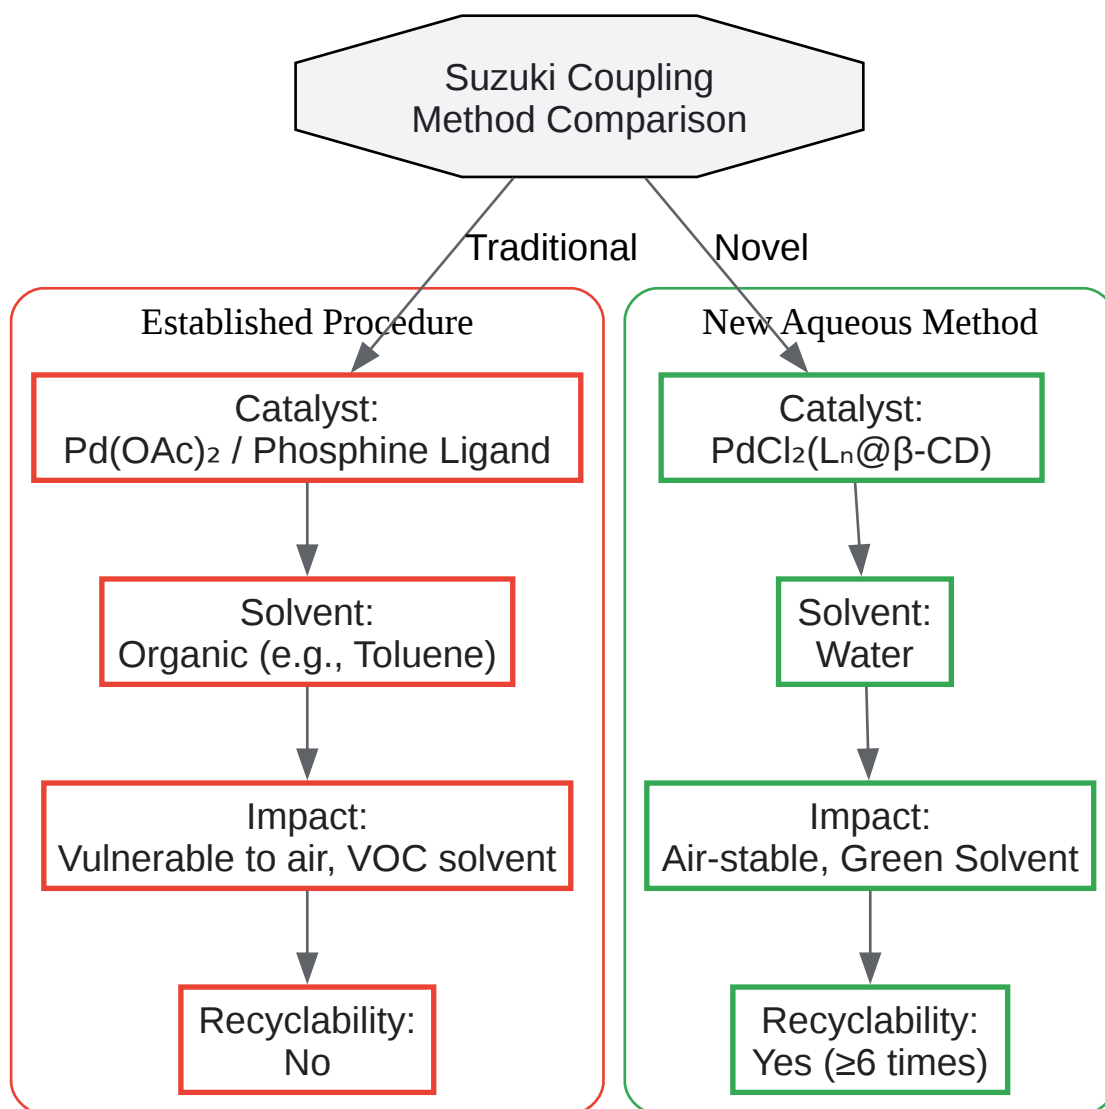 Suzuki Coupling
Method Comparison
Traditional
Novel
Established Procedure
Catalyst:
Pd(OAc)₂ / Phosphine Ligand
Solvent:
Organic (e.g., Toluene)
Impact:
Vulnerable to air, VOC solvent
Recyclability:
No
New Aqueous Method
Catalyst:
PdCl₂(Lₙ@β-CD)
Solvent:
Water
Impact:
Air-stable, Green Solvent
Recyclability:
Yes (≥6 times)